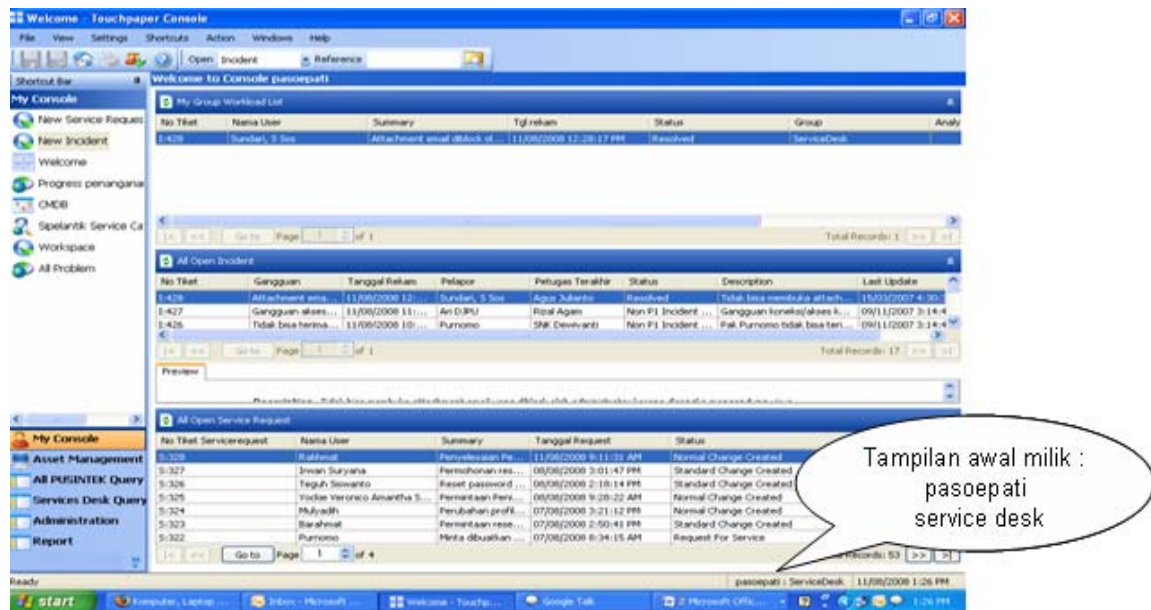 Welcome - Touchpaper Console
File View Settings Shortcuts Action Windows Help
Open Incident Reference
Shortcut Bar
Welcome to Console pasoepati
My Console
New Service Reques
New Incident
Welcome
Progress penangana
CMDB
Sipelantik Service Ca
Workspace
All Problem
My Group Workload List
No Tiket Nama User Summary Tgl rekam Status Group Analy
I:428 Sundari, S Sos Attachment email diblock ol... 11/08/2008 12:28:17 PM Resolved ServiceDesk
Go to Page 1 of 1 Total Records: 1
All Open Incident
No Tiket Gangguan Tanggal Rekam Pelapor Petugas Terakhir Status Description Last Update
I:428 Attachment ema... 11/08/2008 12:... Sundari, S Sos Agus Julianto Resolved Tidak bisa membuka attach... 15/03/2007 4:30:
I:427 Gangguan akses... 11/08/2008 11:... Ari DJPU Rizal Agam Non P1 Incident ... Gangguan koneksi/akses k... 09/11/2007 3:14:4
I:426 Tidak bisa terima... 11/08/2008 10:... Purnomo SNK Dewivanti Non P1 Incident ... Pak Purnomo tidak bisa teri... 09/11/2007 3:14:4
Go to Page 1 of 1 Total Records: 17
Preview
All Open Service Request
No Tiket Servicerequest Nama User Summary Tanggal Request Status
S:328 Rakhmat Penyelesaian Pe... 11/08/2008 9:11:31 AM Normal Change Created
S:327 Irwan Suryana Permohonan res... 08/08/2008 3:01:47 PM Standard Change Created
S:326 Teguh Siswanto Reset password ... 08/08/2008 2:18:14 PM Standard Change Created
S:325 Yockie Veronico Amantha S... Permintaan Peni... 08/08/2008 9:28:22 AM Normal Change Created
S:324 Mulyadih Perubahan profil... 07/08/2008 3:21:12 PM Normal Change Created
S:323 Barahmat Permintaan rese... 07/08/2008 2:50:41 PM Standard Change Created
S:322 Purnomo Minta dibuatkan ... 07/08/2008 8:34:15 AM Request For Service
Go to Page 1 of 4 Records: 53
My Console
Asset Management
All PUSINTEK Query
Services Desk Query
Administration
Report
Tampilan awal milik :
pasoepati
service desk
Ready pasoepati : ServiceDesk 11/08/2008 1:26 PM
start Komputer, Laptop ... Inbox - Microsoft ... Welcome - Touchp... Google Talk 2 Microsoft Offic... 1:26 PM